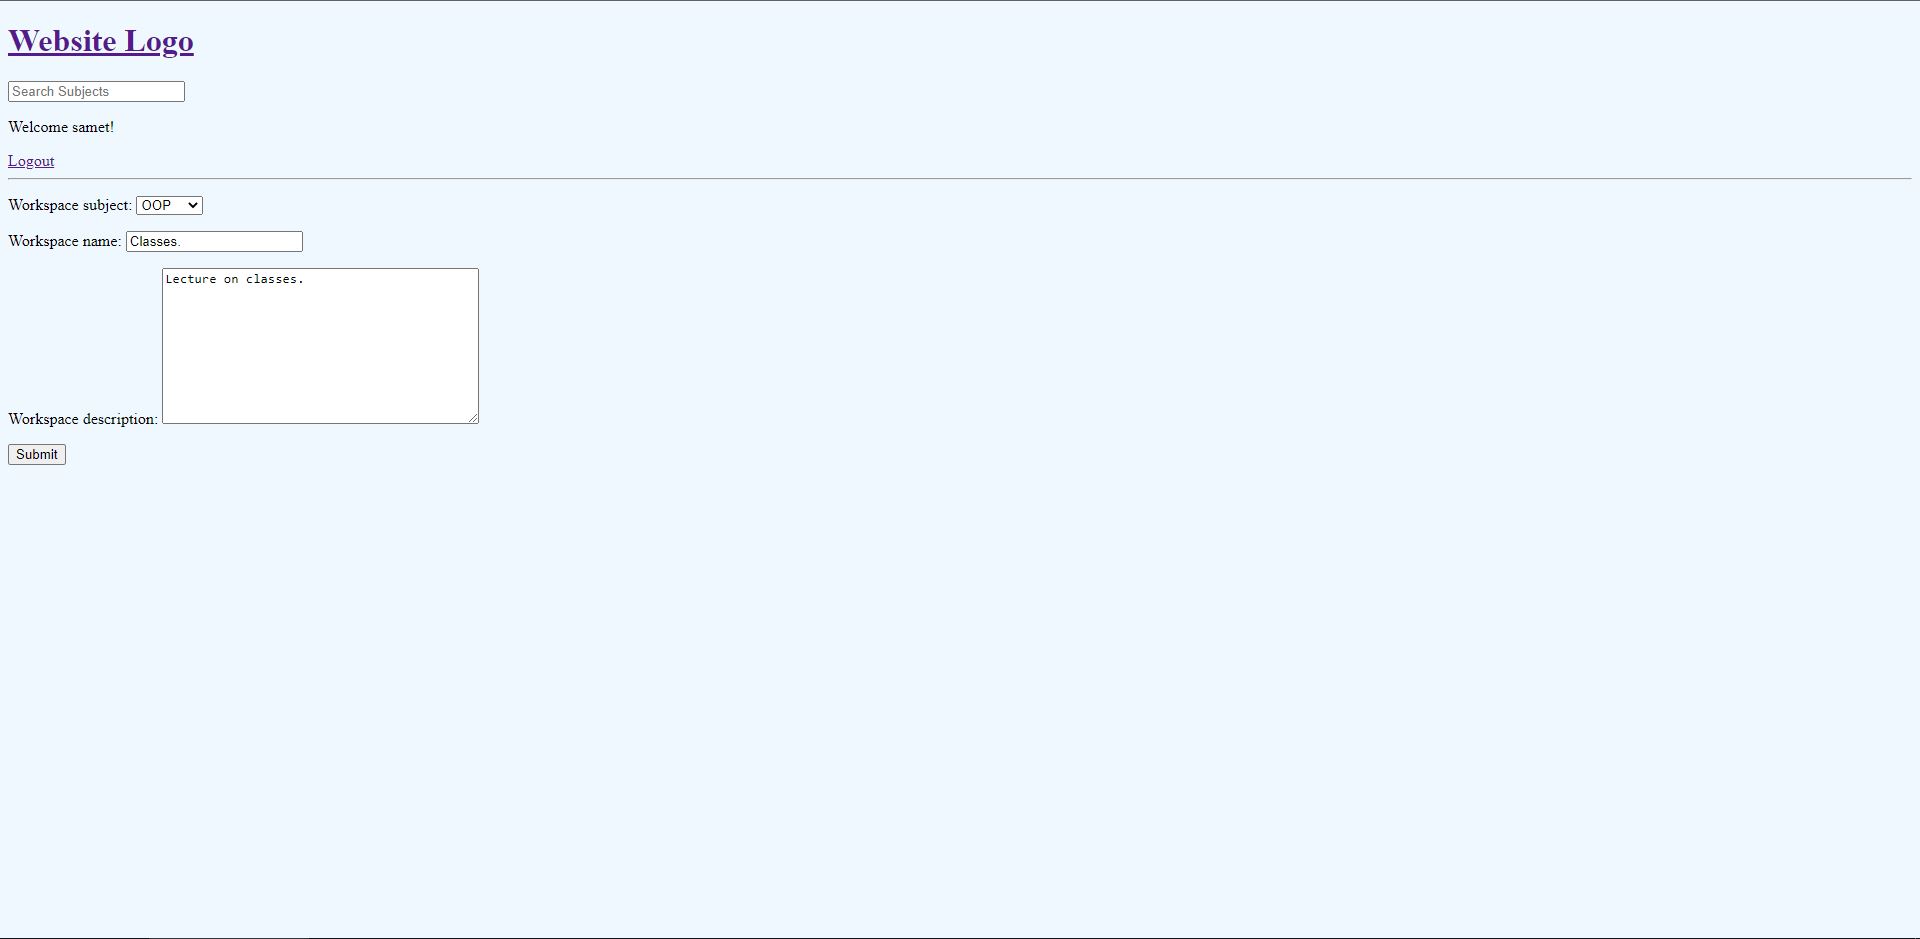 Website Logo
Search Subjects
Welcome samet!
Logout
Workspace subject: OOP
Workspace name: Classes.
Lecture on classes.
Workspace description:
Submit